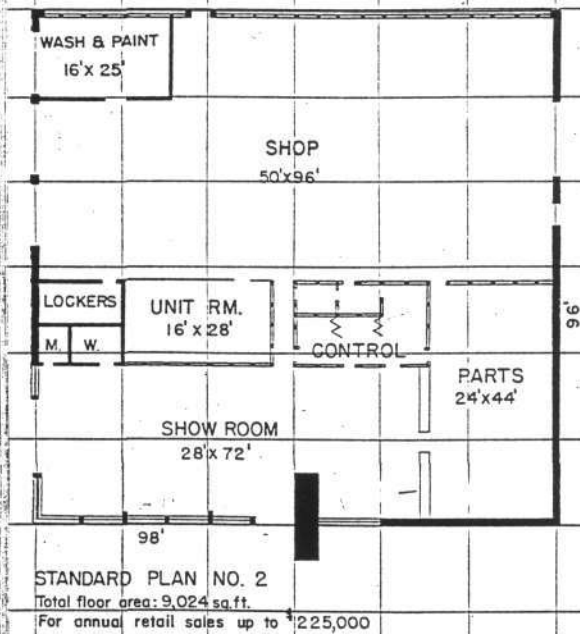 WASH & PAINT
16'x 25'
SHOP
50'x96'
LOCKERS
UNIT RM.
16' x 28'
M.
W.
CONTROL
96'
PARTS
24'x44'
SHOW ROOM
28'x 72'
98'
STANDARD PLAN NO. 2
Total floor area: 9,024 sq.ft.
For annual retail sales up to $225,000